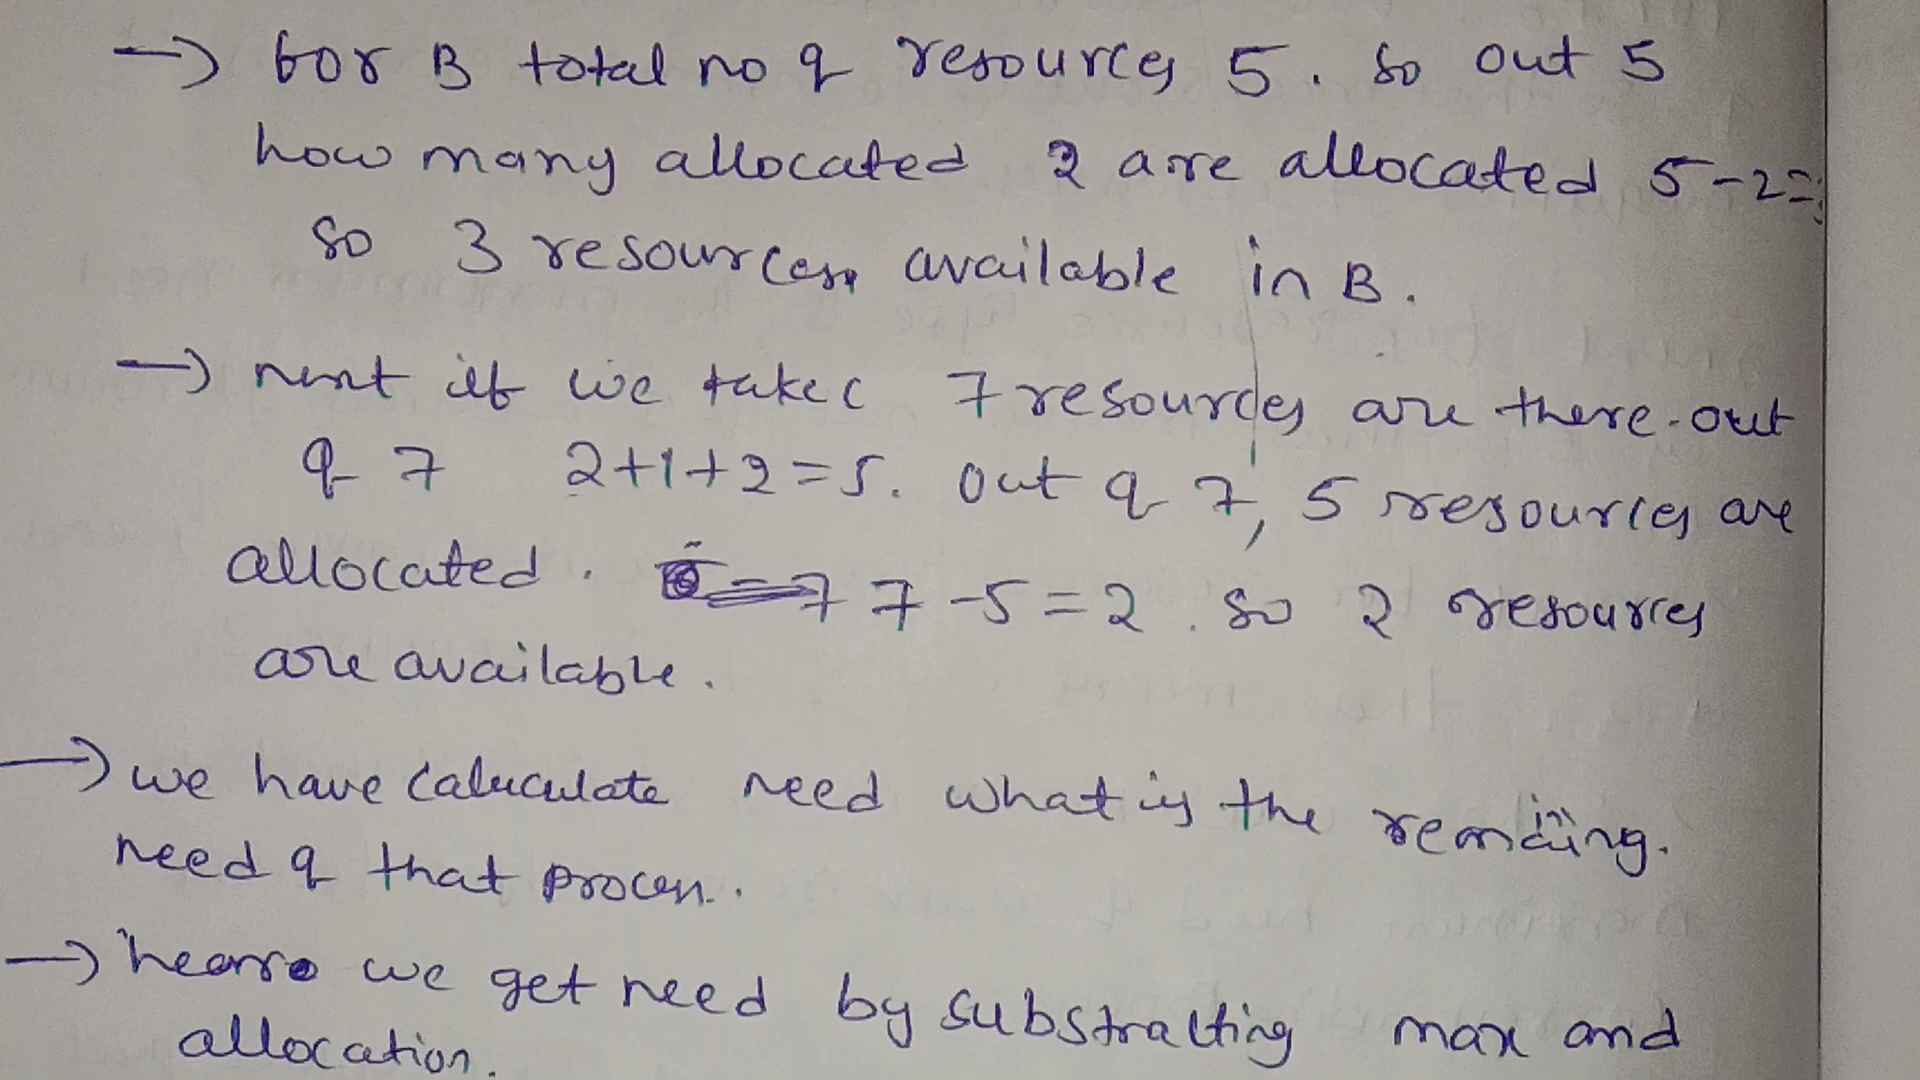 → for B total no of resources 5. So out 5
how many allocated 2 are allocated 5-2=
so 3 resources available in B.
→ next if we take C 7 resources are there. out
of 7 2+1+2=5. out of 7, 5 resources are
allocated. 7-5=2. So 2 resources
are available.
→ we have caluculate need what is the remaining.
need of that process.
→ heare we get need by substracting max and
allocation.